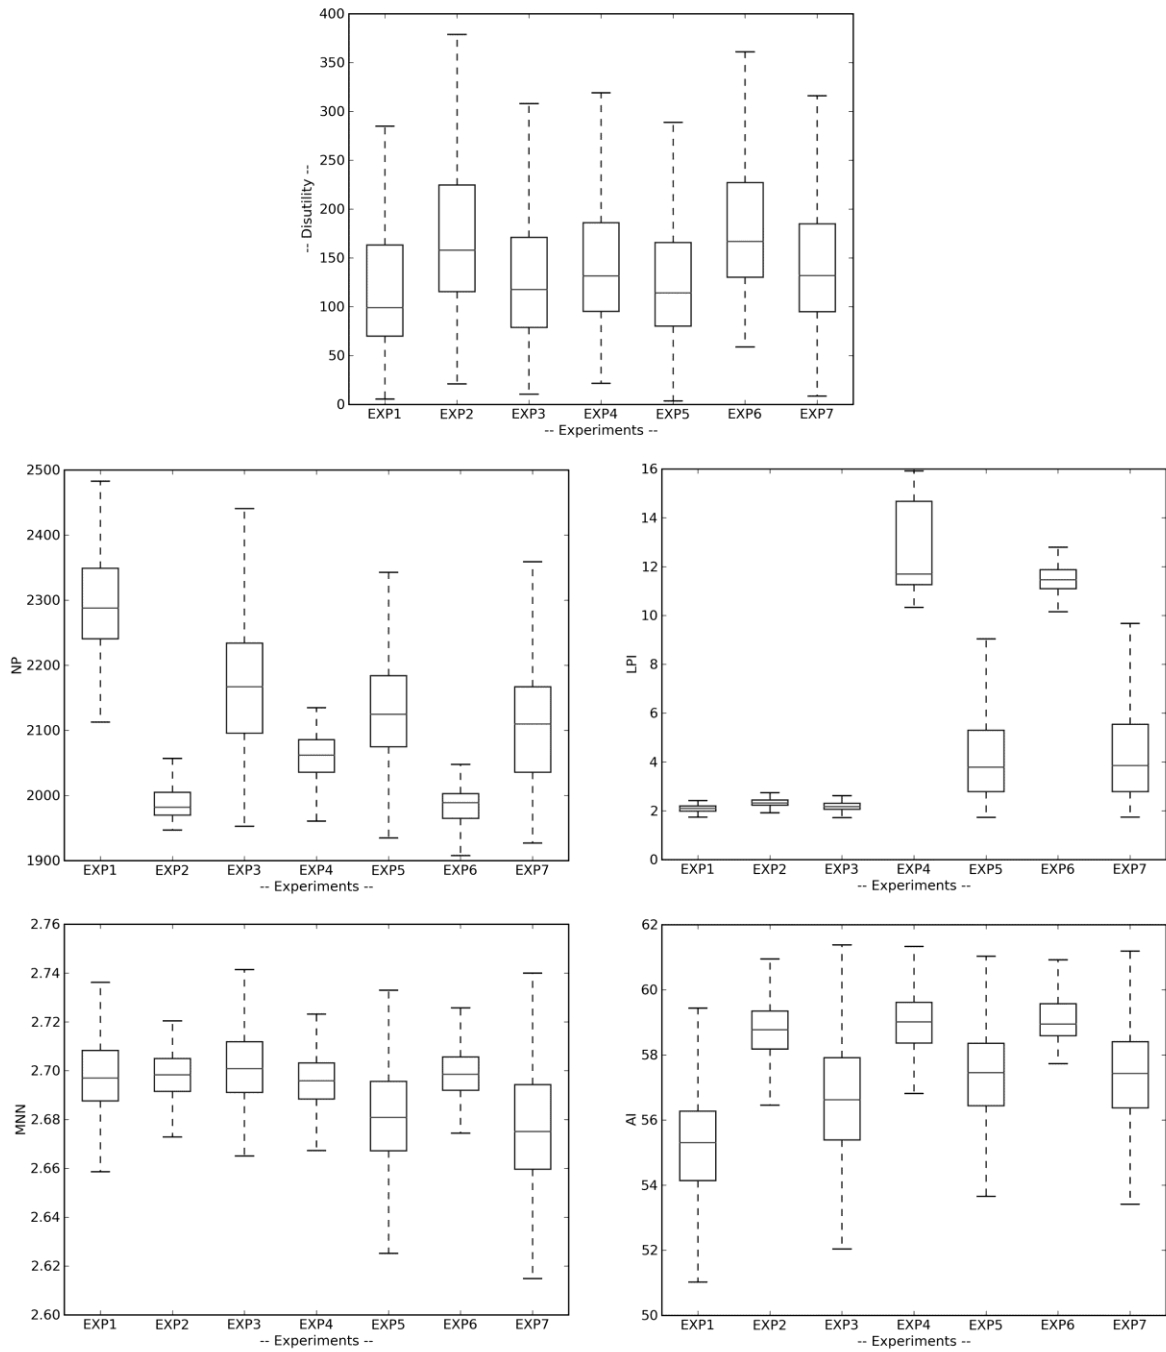 400
350
300
250
200
150
100
50
0
-- Disutility --
EXP1 EXP2 EXP3 EXP4 EXP5 EXP6 EXP7
-- Experiments --
2500
2400
2300
2200
2100
2000
1900
NP
EXP1 EXP2 EXP3 EXP4 EXP5 EXP6 EXP7
-- Experiments --
16
14
12
10
8
6
4
2
0
LPI
EXP1 EXP2 EXP3 EXP4 EXP5 EXP6 EXP7
-- Experiments --
2.76
2.74
2.72
2.70
2.68
2.66
2.64
2.62
2.60
MNN
EXP1 EXP2 EXP3 EXP4 EXP5 EXP6 EXP7
-- Experiments --
62
60
58
56
54
52
50
AI
EXP1 EXP2 EXP3 EXP4 EXP5 EXP6 EXP7
-- Experiments --